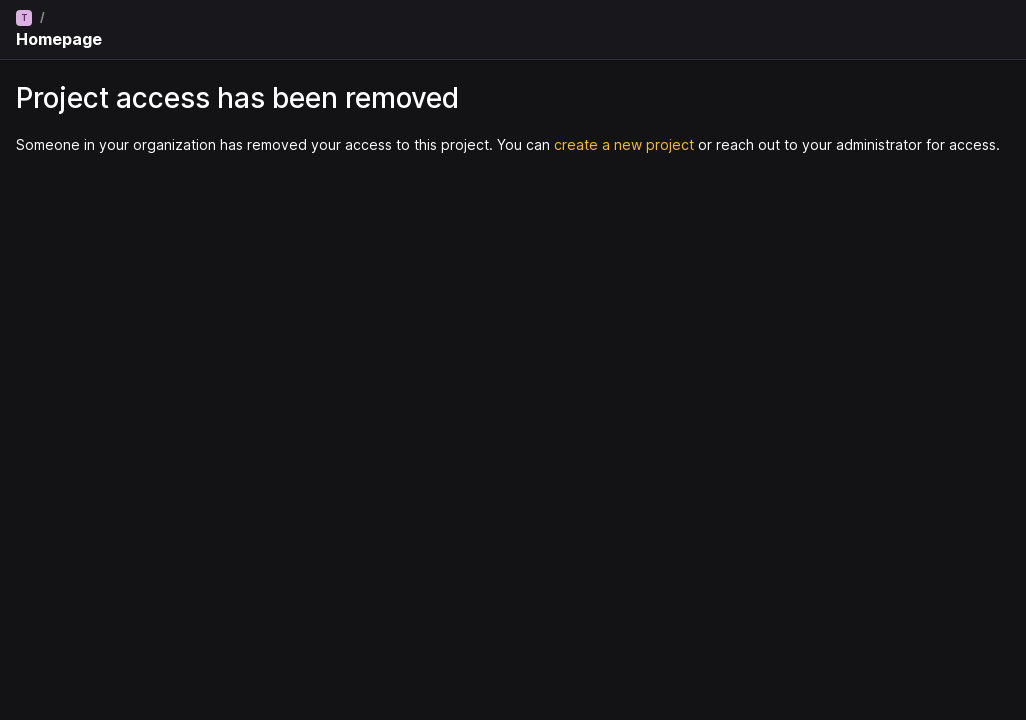 T /
Homepage
Project access has been removed
Someone in your organization has removed your access to this project. You can create a new project or reach out to your administrator for access.